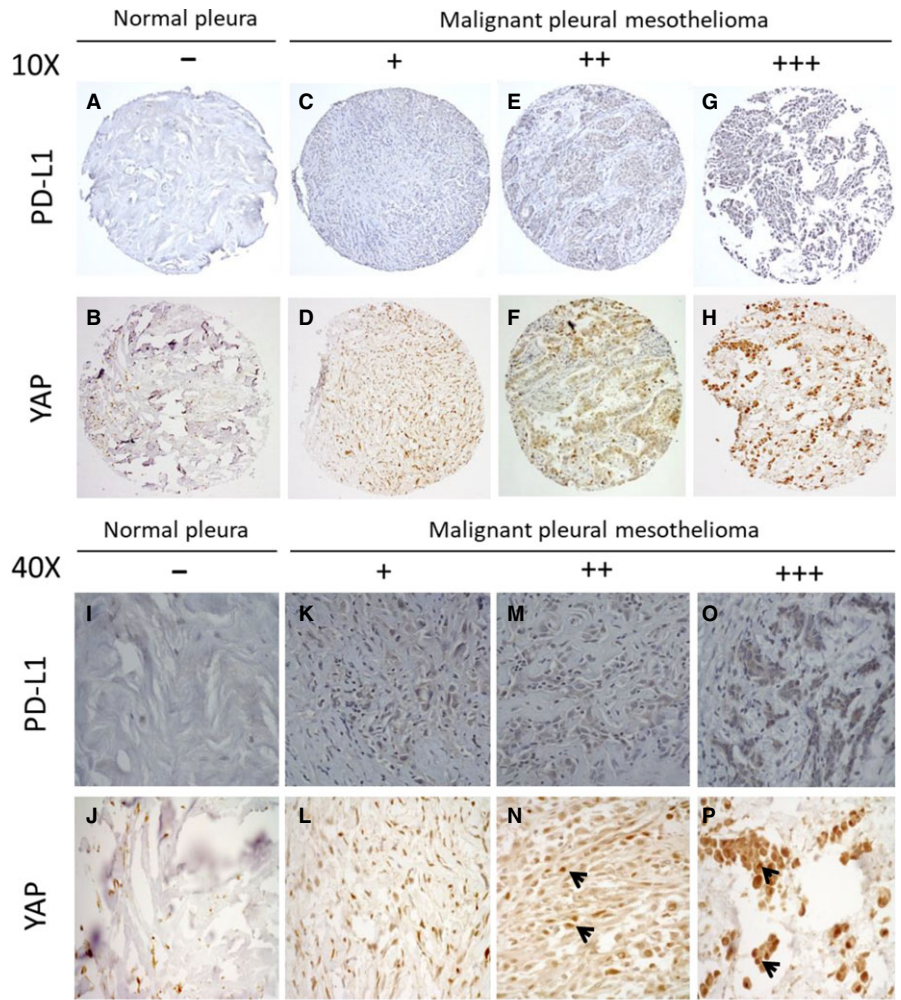 Normal pleura Malignant pleural mesothelioma
10X − + ++ +++
PD-L1 A C E G
YAP B D F H
Normal pleura Malignant pleural mesothelioma
40X − + ++ +++
PD-L1 I K M O
YAP J L N P